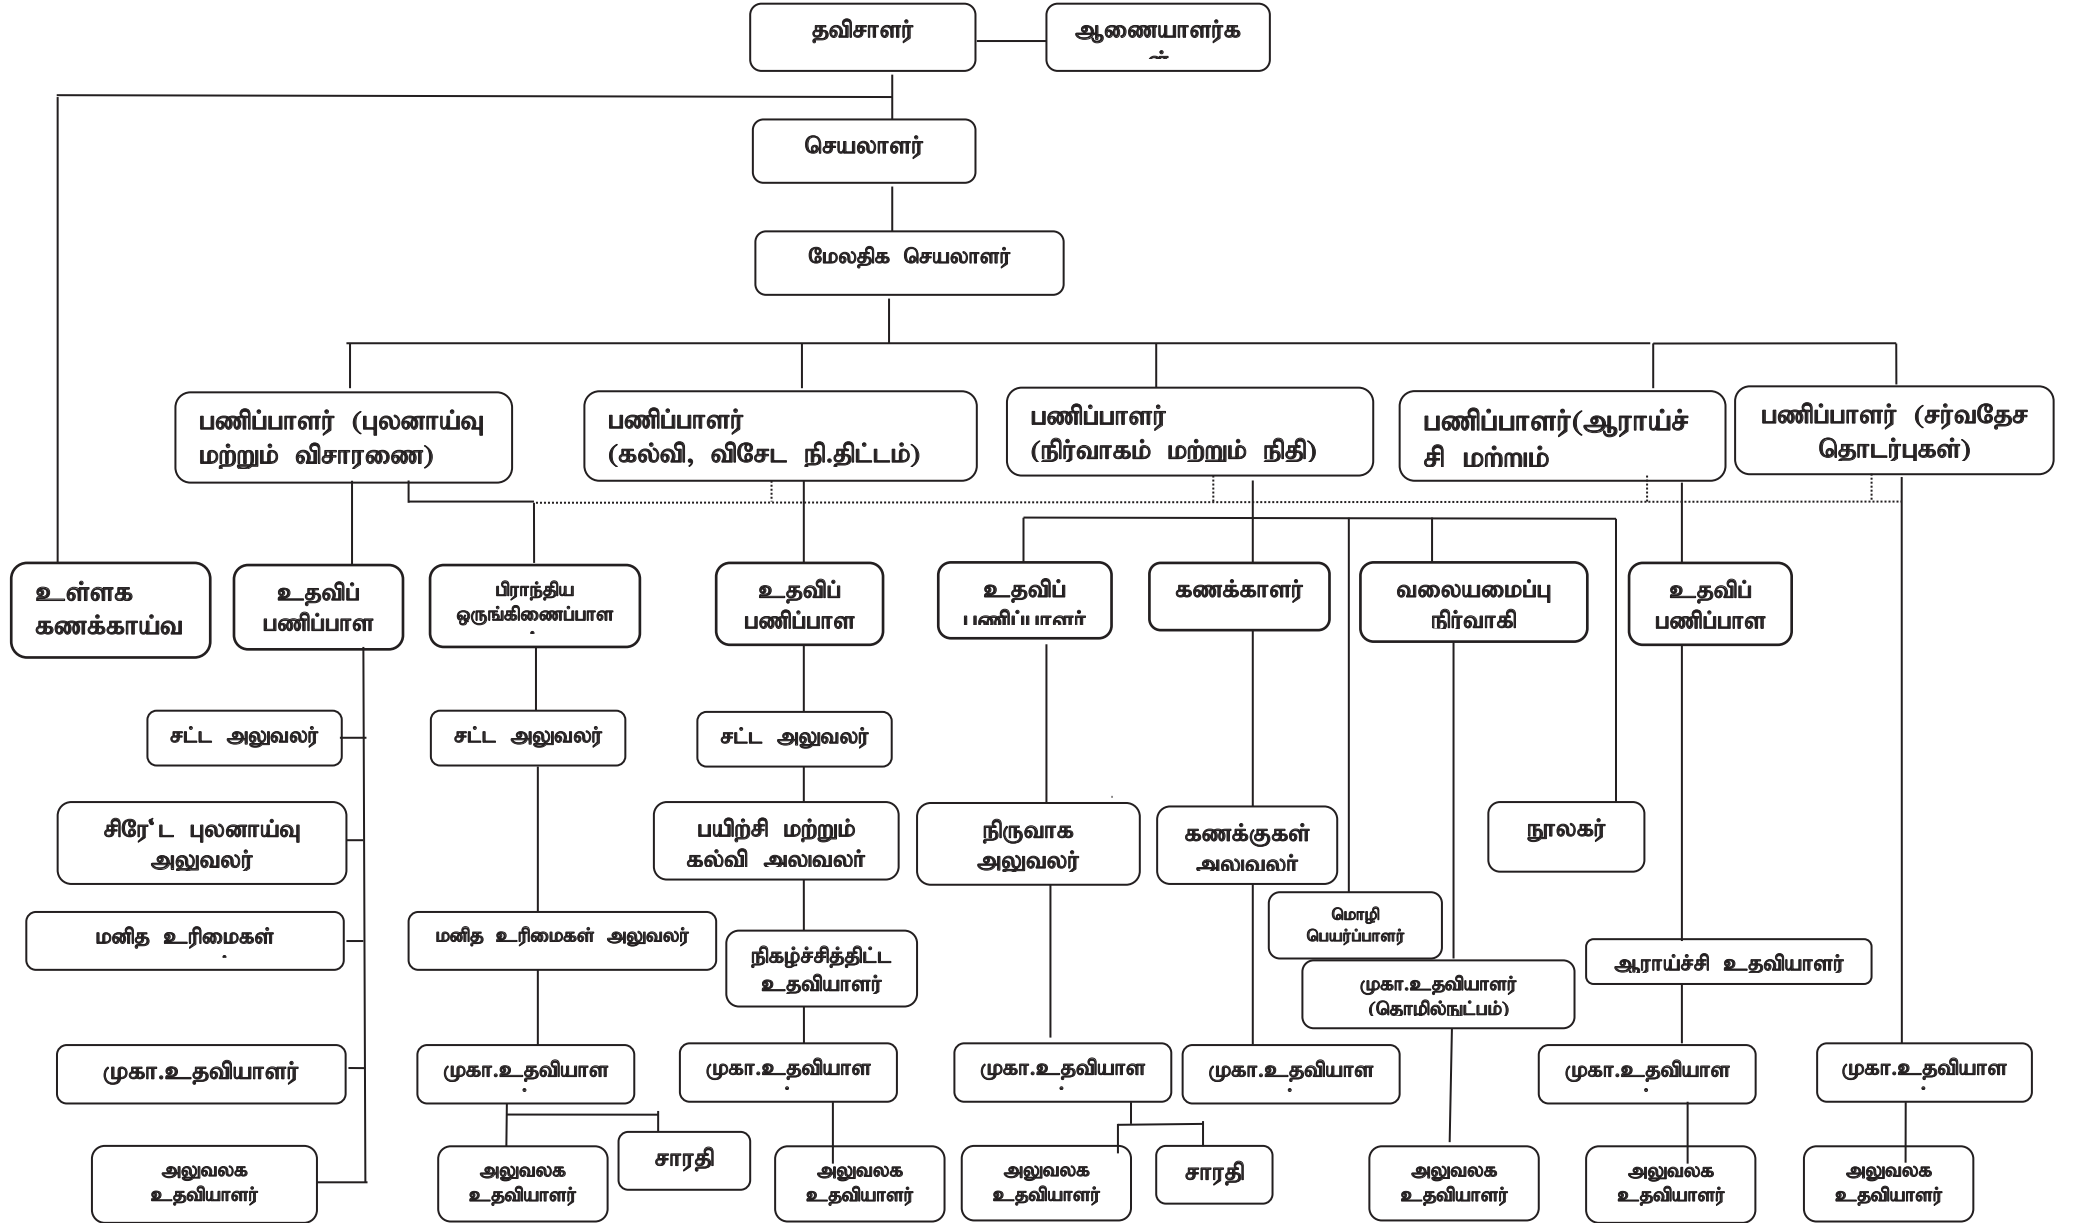 தவிசாளர்
ஆணையாளர்க
ள்
செயலாளர்
மேலதிக செயலாளர்
பணிப்பாளர் (புலனாய்வு
மற்றும் விசாரணை)
பணிப்பாளர்
(கல்வி, விசேட நி.திட்டம்)
பணிப்பாளர்
(நிர்வாகம் மற்றும் நிதி)
பணிப்பாளர்(ஆராய்ச்
சி மற்றும்
பணிப்பாளர் (சர்வதேச
தொடர்புகள்)
உள்ளக
கணக்காய்வ
உதவிப்
பணிப்பாள
பிராந்திய
ஒருங்கிணைப்பாள
உதவிப்
பணிப்பாள
உதவிப்
பணிப்பாளர்
கணக்காளர்
வலையமைப்பு
நிர்வாகி
உதவிப்
பணிப்பாள
சட்ட அலுவலர்
சட்ட அலுவலர்
சட்ட அலுவலர்
சிரே‘ட புலனாய்வு
அலுவலர்
பயிற்சி மற்றும்
கல்வி அலுவலர்
நிருவாக
அலுவலர்
கணக்குகள்
அலுவலர்
நூலகர்
மனித உரிமைகள்
மனித உரிமைகள் அலுவலர்
நிகழ்ச்சித்திட்ட
உதவியாளர்
மொழி
பெயர்ப்பாளர்
முகா.உதவியாளர்
(தொழில்நுட்பம்)
ஆராய்ச்சி உதவியாளர்
முகா.உதவியாளர்
முகா.உதவியாள
முகா.உதவியாள
முகா.உதவியாள
முகா.உதவியாள
முகா.உதவியாள
முகா.உதவியாள
அலுவலக
உதவியாளர்
அலுவலக
உதவியாளர்
சாரதி
அலுவலக
உதவியாளர்
அலுவலக
உதவியாளர்
சாரதி
அலுவலக
உதவியாளர்
அலுவலக
உதவியாளர்
அலுவலக
உதவியாளர்